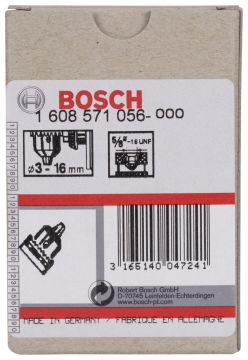 BOSCH
1 608 571 056-000
5/8"-16 UNF
Ø 3 - 16 mm
3 165140 047241
Robert Bosch GmbH
D-70745 Leinfelden-Echterdingen
www.bosch-pt.com
MADE IN GERMANY - FABRIQUE EN ALLEMAGNE